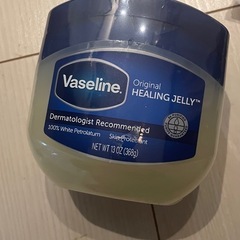 Vaseline
Original
HEALING JELLY™
Dermatologist Recommended
100% White Petrolatum
Skin Protectant
NET WT 13 OZ (368g)